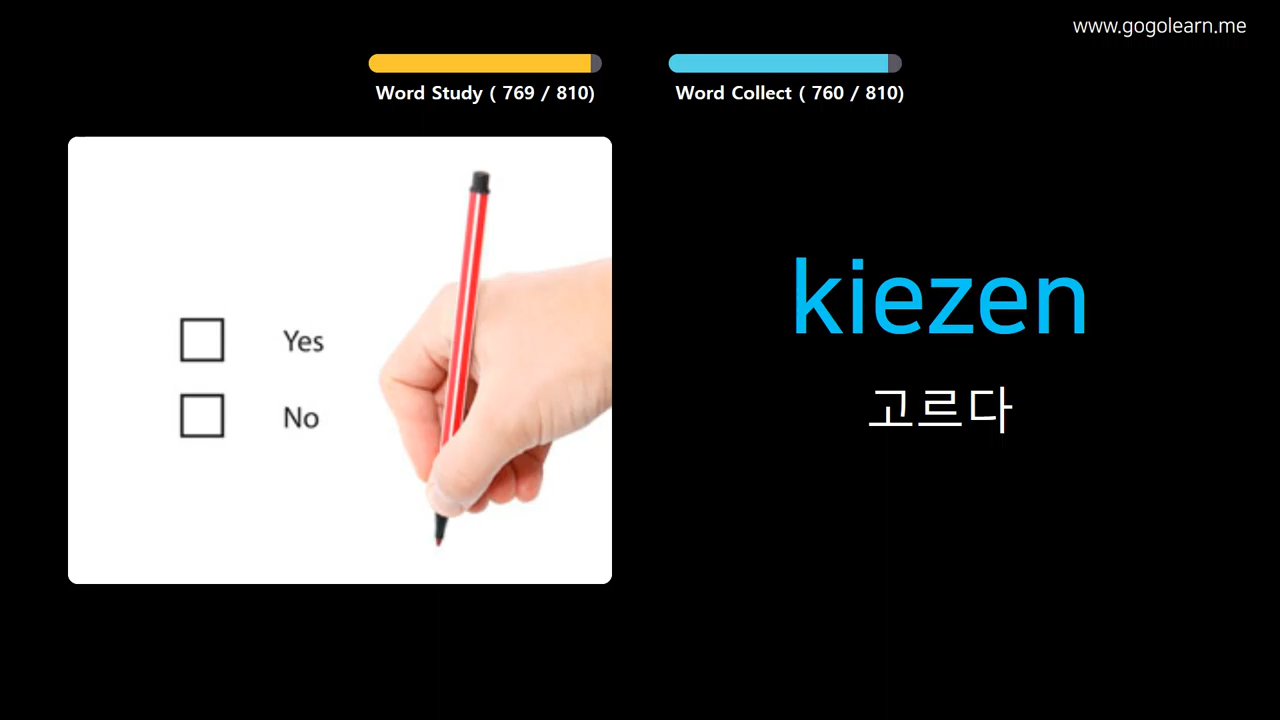 www.gogolearn.me
Word Study ( 769 / 810)
Word Collect ( 760 / 810)
Yes
No
kiezen
고르다